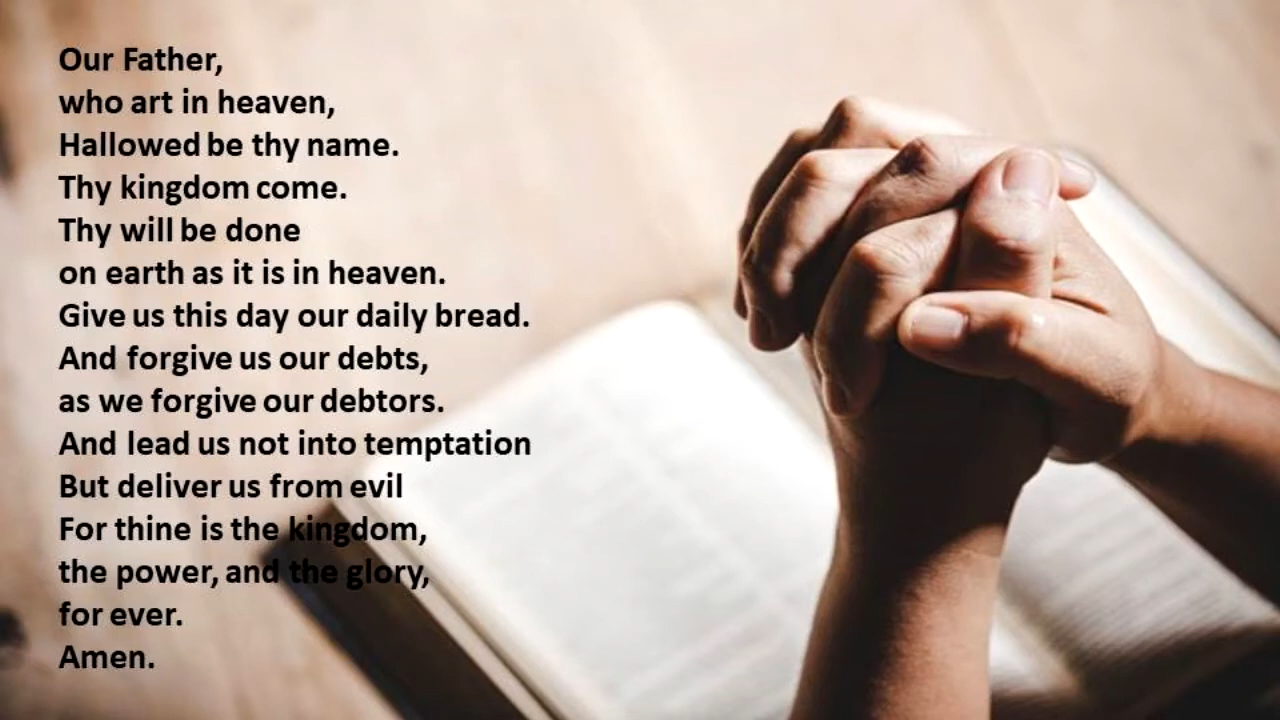 Our Father,
who art in heaven,
Hallowed be thy name.
Thy kingdom come.
Thy will be done
on earth as it is in heaven.
Give us this day our daily bread.
And forgive us our debts,
as we forgive our debtors.
And lead us not into temptation
But deliver us from evil
For thine is the kingdom,
the power, and the glory,
for ever.
Amen.